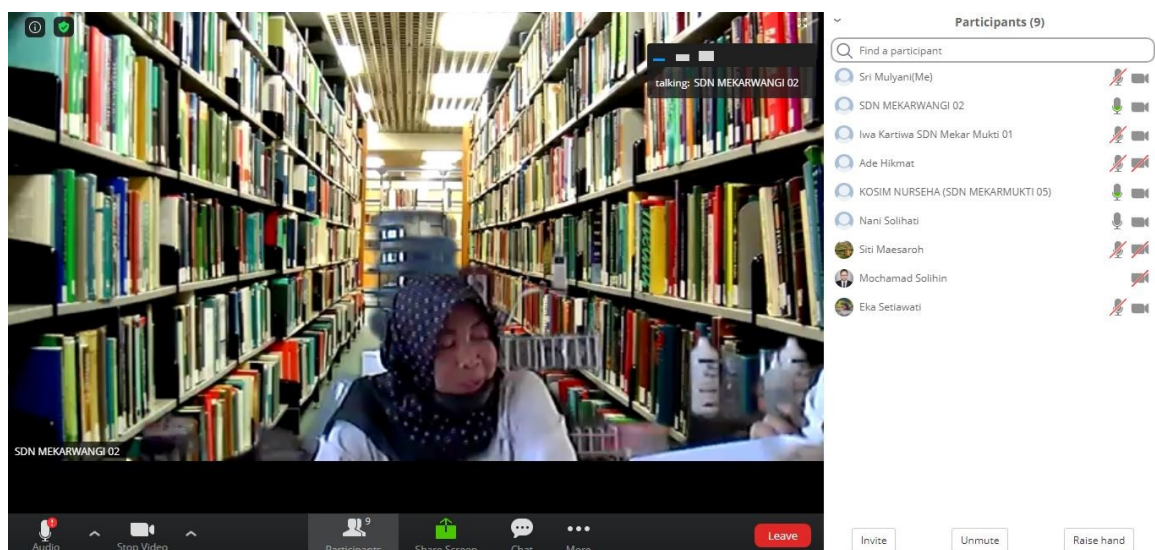 talking: SDN MEKARWANGI 02
SDN MEKARWANGI 02
Audio
Stop Video
9
Participants
Share Screen
Chat
More
Leave
Participants (9)
Find a participant
Sri Mulyani(Me)
SDN MEKARWANGI 02
Iwa Kartiwa SDN Mekar Mukti 01
Ade Hikmat
KOSIM NURSEHA (SDN MEKARMUKTI 05)
Nani Solihati
Siti Maesaroh
Mochamad Solihin
Eka Setiawati
Invite
Unmute
Raise hand